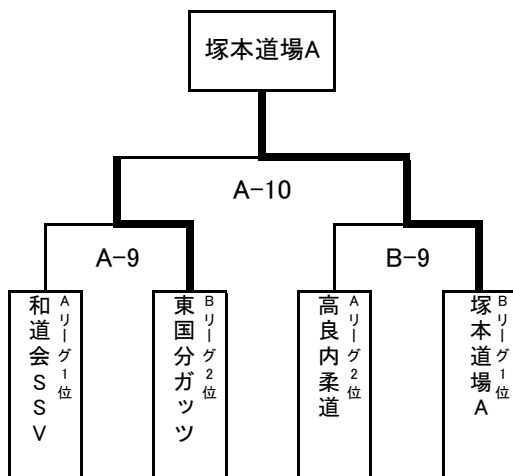 塚本道場A
A-10
A-9
B-9
Aリーグ1位
和道会SSV
Bリーグ2位
東国分ガッツ
Aリーグ2位
高良内柔道
Bリーグ1位
塚本道場A